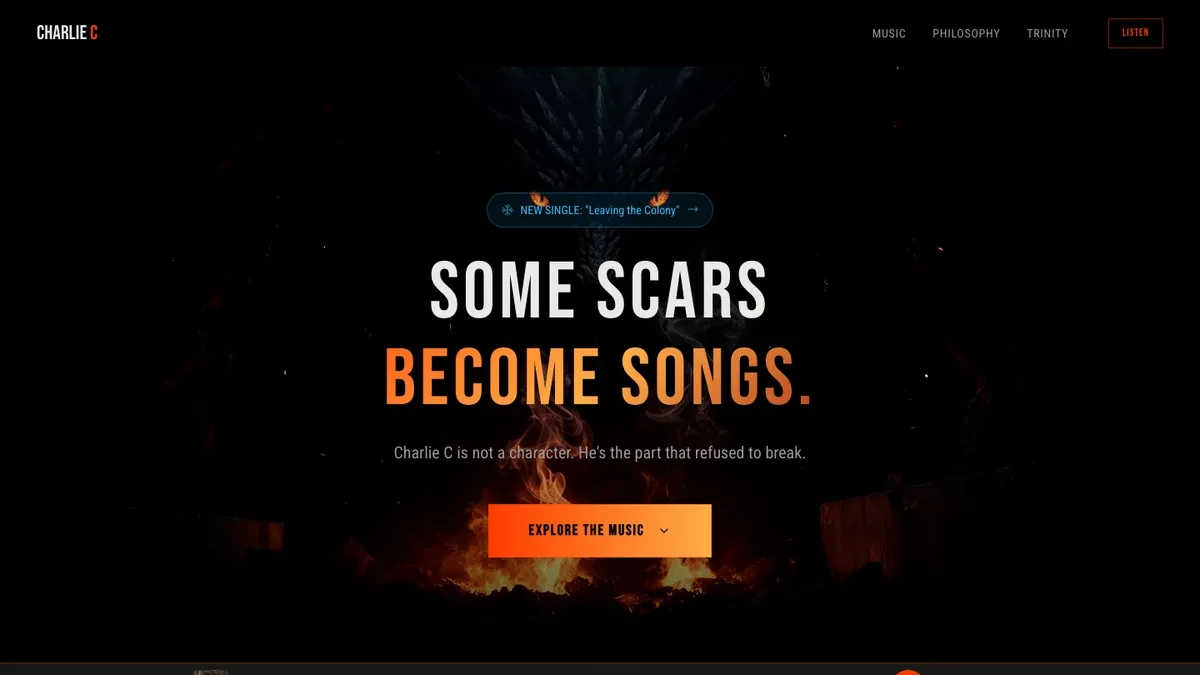 CHARLIE C
MUSIC
PHILOSOPHY
TRINITY
LISTEN
NEW SINGLE: "Leaving the Colony" →
SOME SCARS
BECOME SONGS.
Charlie C is not a character. He's the part that refused to break.
EXPLORE THE MUSIC